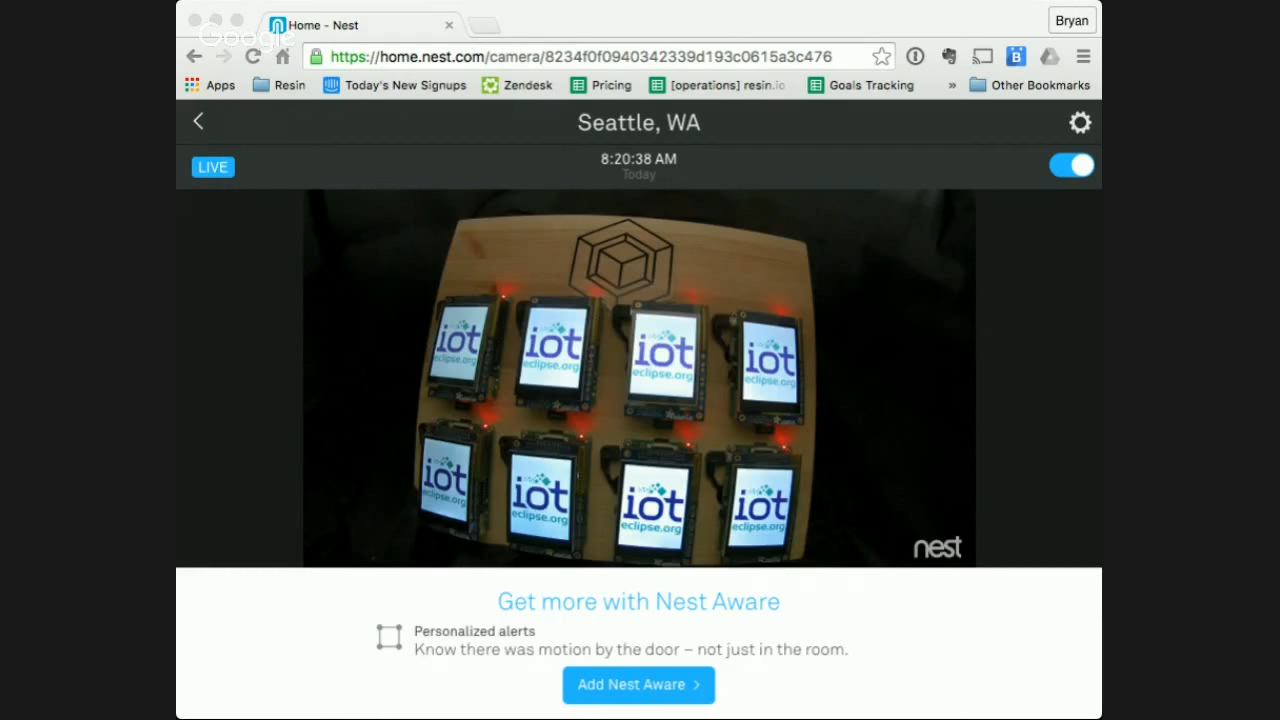 Home - Nest
Bryan
Google
https://home.nest.com/camera/8234f0f0940342339d193c0615a3c476
Apps Resin Today's New Signups Zendesk Pricing [operations] resin.io Goals Tracking » Other Bookmarks
Seattle, WA
LIVE
8:20:38 AM
Today
iot iot iot iot
eclipse.org eclipse.org eclipse.org eclipse.org
iot iot iot iot
eclipse.org eclipse.org eclipse.org eclipse.org
nest
Get more with Nest Aware
Personalized alerts
Know there was motion by the door – not just in the room.
Add Nest Aware >